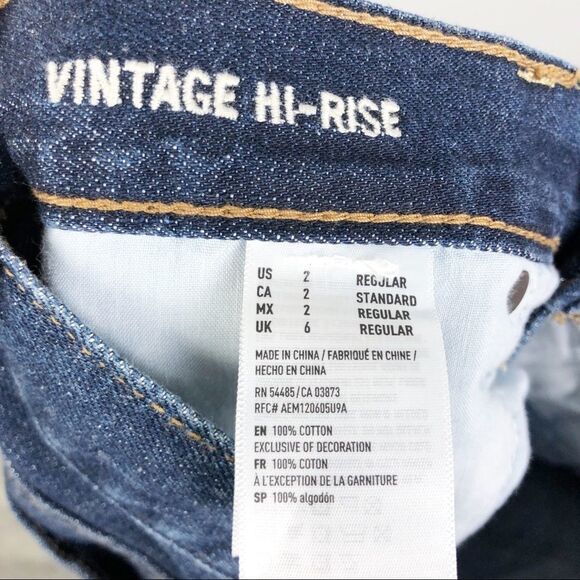 VINTAGE HI-RISE
US 2 REGULAR
CA 2 STANDARD
MX 2 REGULAR
UK 6 REGULAR
MADE IN CHINA / FABRIQUÉ EN CHINE /
HECHO EN CHINA
RN 54485/CA 03873
RFC# AEM120605U9A
EN 100% COTTON
EXCLUSIVE OF DECORATION
FR 100% COTON
À L'EXCEPTION DE LA GARNITURE
SP 100% algodón